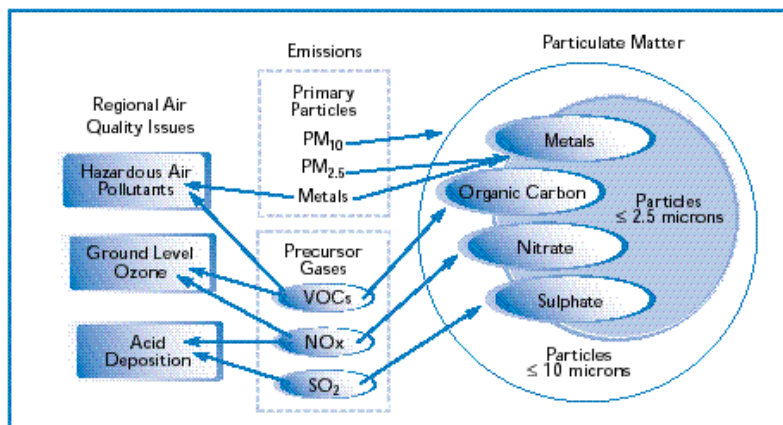 Emissions
Particulate Matter
Regional Air
Quality Issues
Primary
Particles
PM10
PM2.5
Metals
Hazardous Air
Pollutants
Ground Level
Ozone
Acid
Deposition
Precursor
Gases
VOCs
NOx
SO2
Metals
Organic Carbon
Nitrate
Sulphate
Particles
≤ 2.5 microns
Particles
≤ 10 microns